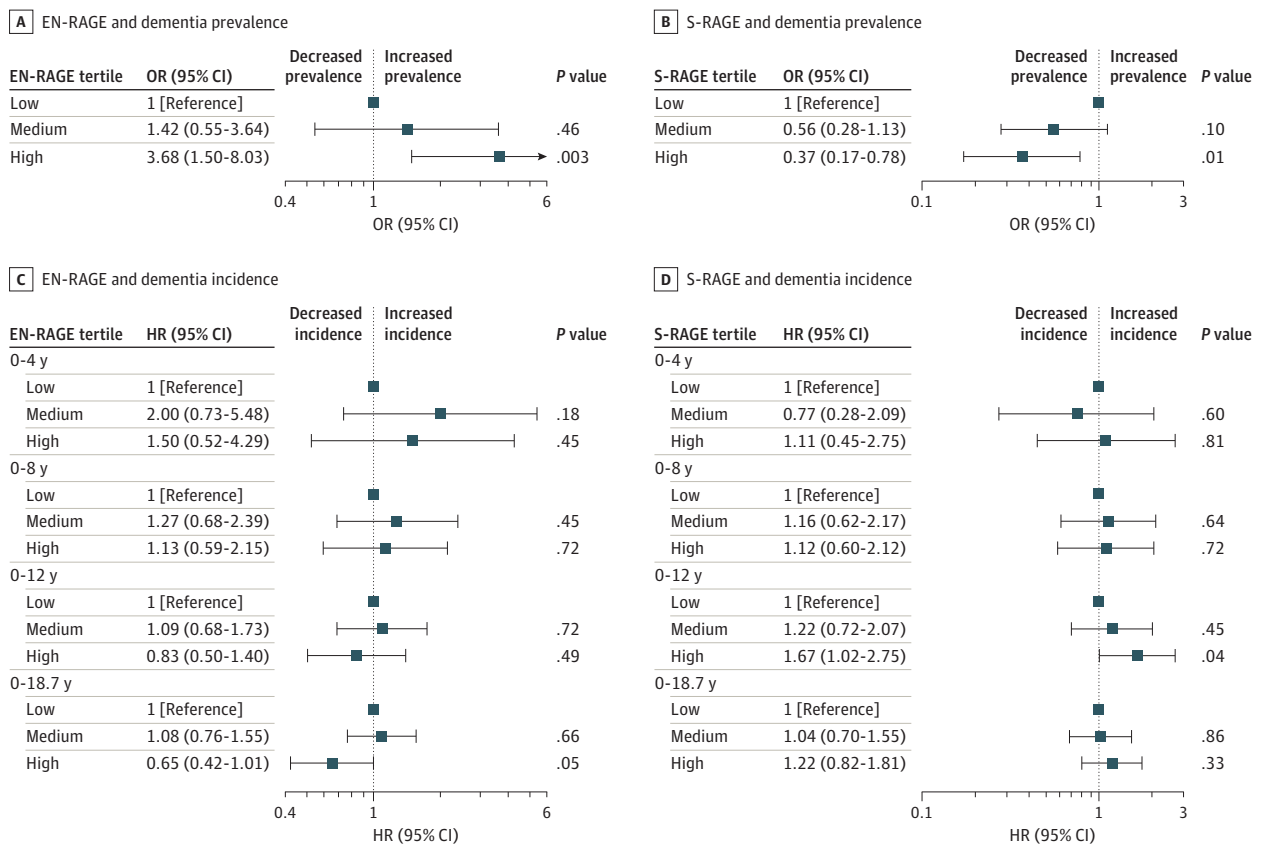 A EN-RAGE and dementia prevalence
Decreased Increased
EN-RAGE tertile OR (95% CI) prevalence prevalence P value
Low 1 [Reference]
Medium 1.42 (0.55-3.64) .46
High 3.68 (1.50-8.03) .003
0.4 1 6
OR (95% CI)
B S-RAGE and dementia prevalence
Decreased Increased
S-RAGE tertile OR (95% CI) prevalence prevalence P value
Low 1 [Reference]
Medium 0.56 (0.28-1.13) .10
High 0.37 (0.17-0.78) .01
0.1 1 3
OR (95% CI)
C EN-RAGE and dementia incidence
Decreased Increased
EN-RAGE tertile HR (95% CI) incidence incidence P value
0-4 y
Low 1 [Reference]
Medium 2.00 (0.73-5.48) .18
High 1.50 (0.52-4.29) .45
0-8 y
Low 1 [Reference]
Medium 1.27 (0.68-2.39) .45
High 1.13 (0.59-2.15) .72
0-12 y
Low 1 [Reference]
Medium 1.09 (0.68-1.73) .72
High 0.83 (0.50-1.40) .49
0-18.7 y
Low 1 [Reference]
Medium 1.08 (0.76-1.55) .66
High 0.65 (0.42-1.01) .05
0.4 1 6
HR (95% CI)
D S-RAGE and dementia incidence
Decreased Increased
S-RAGE tertile HR (95% CI) incidence incidence P value
0-4 y
Low 1 [Reference]
Medium 0.77 (0.28-2.09) .60
High 1.11 (0.45-2.75) .81
0-8 y
Low 1 [Reference]
Medium 1.16 (0.62-2.17) .64
High 1.12 (0.60-2.12) .72
0-12 y
Low 1 [Reference]
Medium 1.22 (0.72-2.07) .45
High 1.67 (1.02-2.75) .04
0-18.7 y
Low 1 [Reference]
Medium 1.04 (0.70-1.55) .86
High 1.22 (0.82-1.81) .33
0.1 1 3
HR (95% CI)